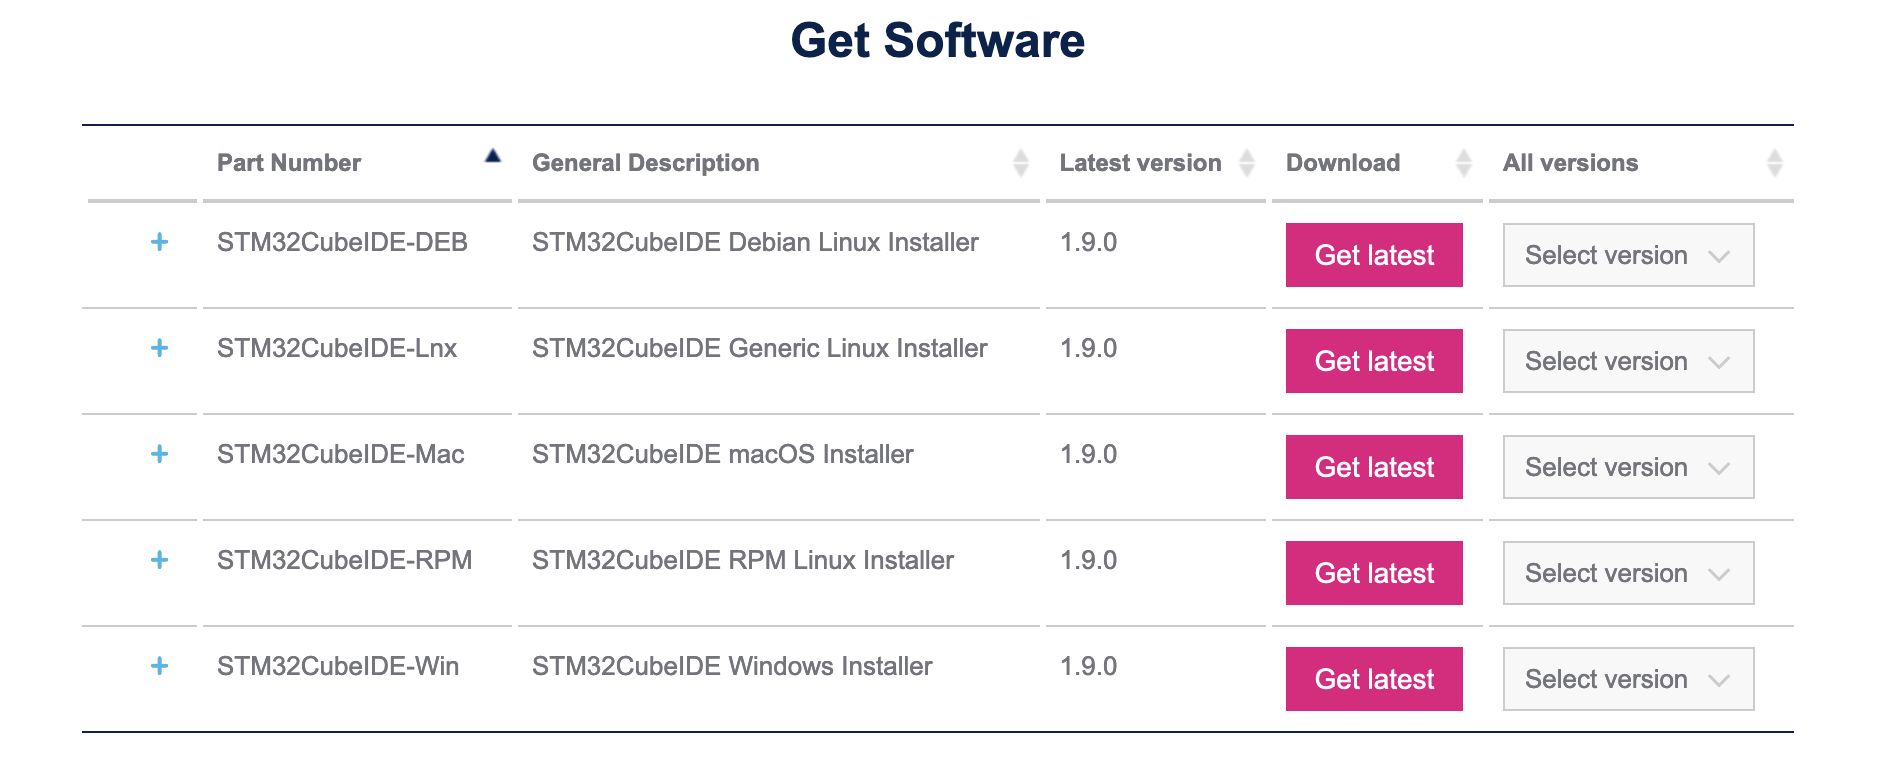 Get Software
Part Number General Description Latest version Download All versions
+ STM32CubeIDE-DEB STM32CubeIDE Debian Linux Installer 1.9.0 Get latest Select version
+ STM32CubeIDE-Lnx STM32CubeIDE Generic Linux Installer 1.9.0 Get latest Select version
+ STM32CubeIDE-Mac STM32CubeIDE macOS Installer 1.9.0 Get latest Select version
+ STM32CubeIDE-RPM STM32CubeIDE RPM Linux Installer 1.9.0 Get latest Select version
+ STM32CubeIDE-Win STM32CubeIDE Windows Installer 1.9.0 Get latest Select version